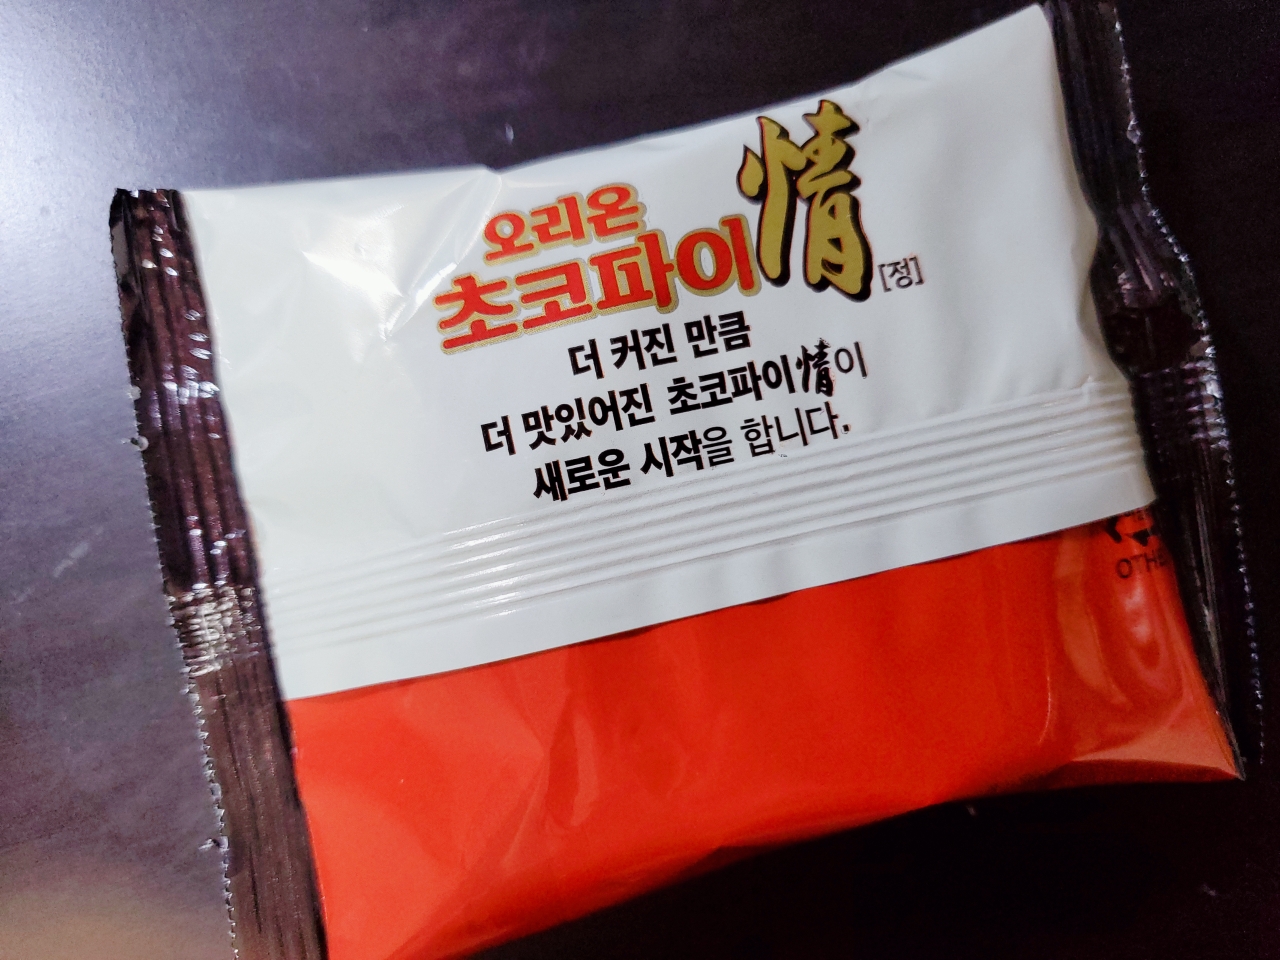 오리온
초코파이情 [정]
더 커진 만큼
더 맛있어진 초코파이情이
새로운 시작을 합니다.